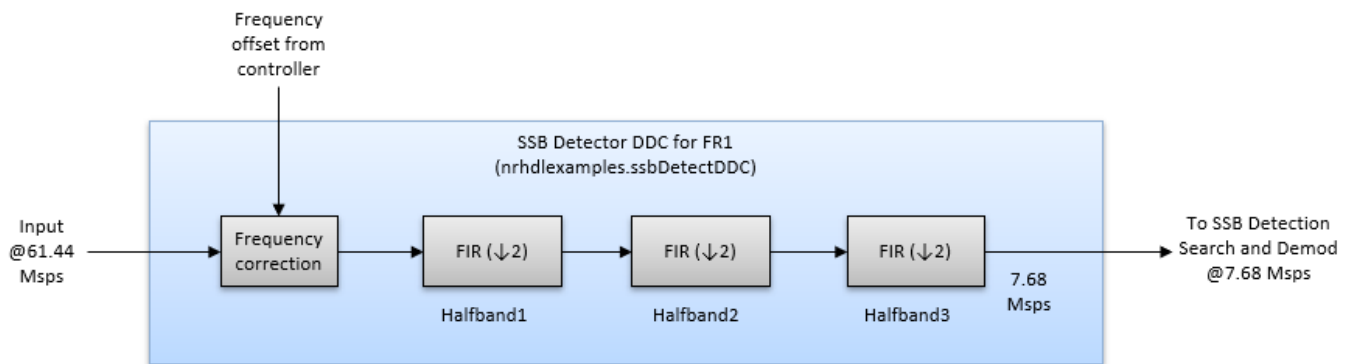 Frequency
offset from
controller
SSB Detector DDC for FR1
(nrhdlexamples.ssbDetectDDC)
Input
@61.44
Msps
Frequency
correction
FIR (↓2)
FIR (↓2)
FIR (↓2)
To SSB Detection
Search and Demod
@7.68 Msps
7.68
Msps
Halfband1
Halfband2
Halfband3